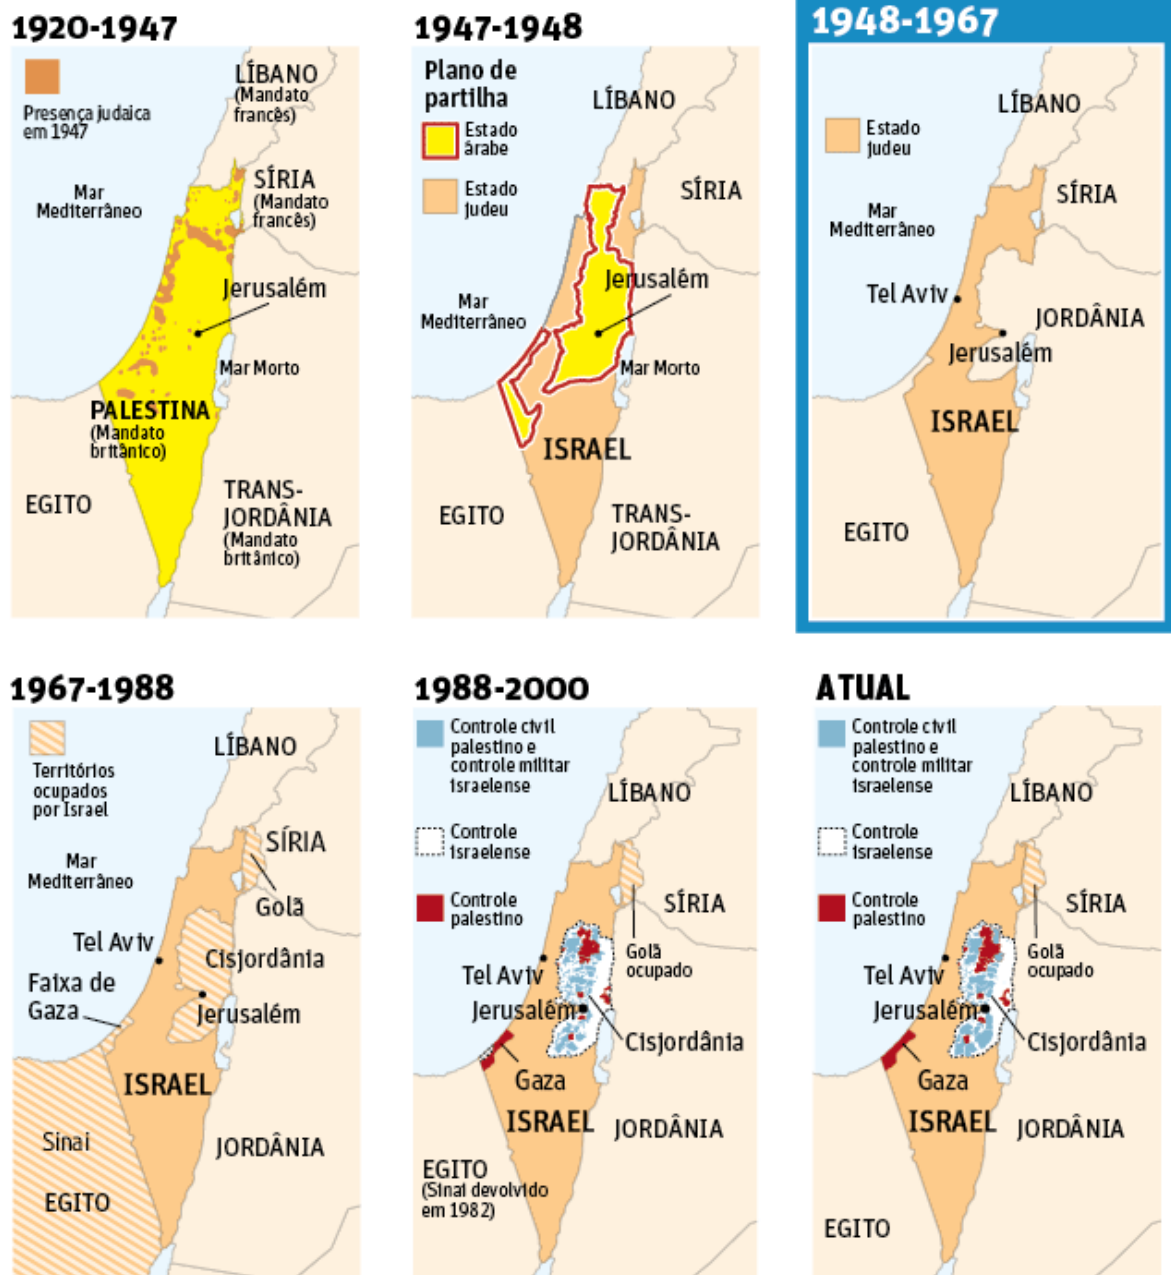 1920-1947
Presença judaica
em 1947
LÍBANO
(Mandato
francês)
SÍRIA
(Mandato
francês)
Mar
Mediterrâneo
Jerusalém
Mar Morto
PALESTINA
(Mandato
britânico)
EGITO
TRANS-
JORDÂNIA
(Mandato
britânico)
1947-1948
Plano de
partilha
Estado
árabe
Estado
judeu
LÍBANO
SÍRIA
Jerusalém
Mar
Mediterrâneo
Mar Morto
ISRAEL
EGITO
TRANS-
JORDÂNIA
1948-1967
Estado
judeu
LÍBANO
SÍRIA
Mar
Mediterrâneo
Tel Aviv
JORDÂNIA
Jerusalém
ISRAEL
EGITO
1967-1988
Territórios
ocupados
por Israel
LÍBANO
SÍRIA
Mar
Mediterrâneo
Golã
Tel Aviv
Cisjordânia
Faixa de
Gaza
Jerusalém
ISRAEL
Sinai
JORDÂNIA
EGITO
1988-2000
Controle civil
palestino e
controle militar
israelense
Controle
israelense
Controle
palestino
LÍBANO
SÍRIA
Golã
ocupado
Tel Aviv
Jerusalém
Cisjordânia
Gaza
ISRAEL
JORDÂNIA
EGITO
(Sinai devolvido
em 1982)
ATUAL
Controle civil
palestino e
controle militar
israelense
Controle
israelense
Controle
palestino
LÍBANO
SÍRIA
Golã
ocupado
Tel Aviv
Jerusalém
Cisjordânia
Gaza
ISRAEL
JORDÂNIA
EGITO